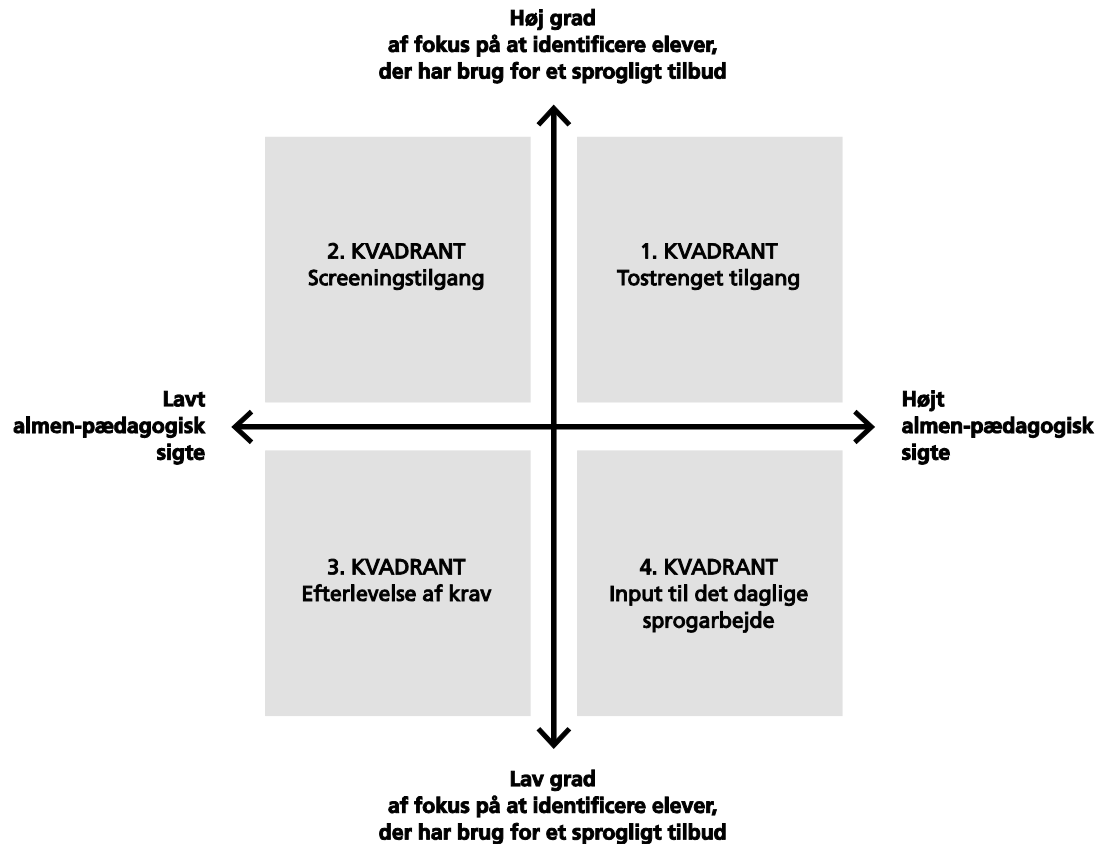 Høj grad
af fokus på at identificere elever,
der har brug for et sprogligt tilbud
2. KVADRANT
Screeningstilgang
1. KVADRANT
Tostrenget tilgang
Lavt
almen-pædagogisk
sigte
Højt
almen-pædagogisk
sigte
3. KVADRANT
Efterlevelse af krav
4. KVADRANT
Input til det daglige
sprogarbejde
Lav grad
af fokus på at identificere elever,
der har brug for et sprogligt tilbud